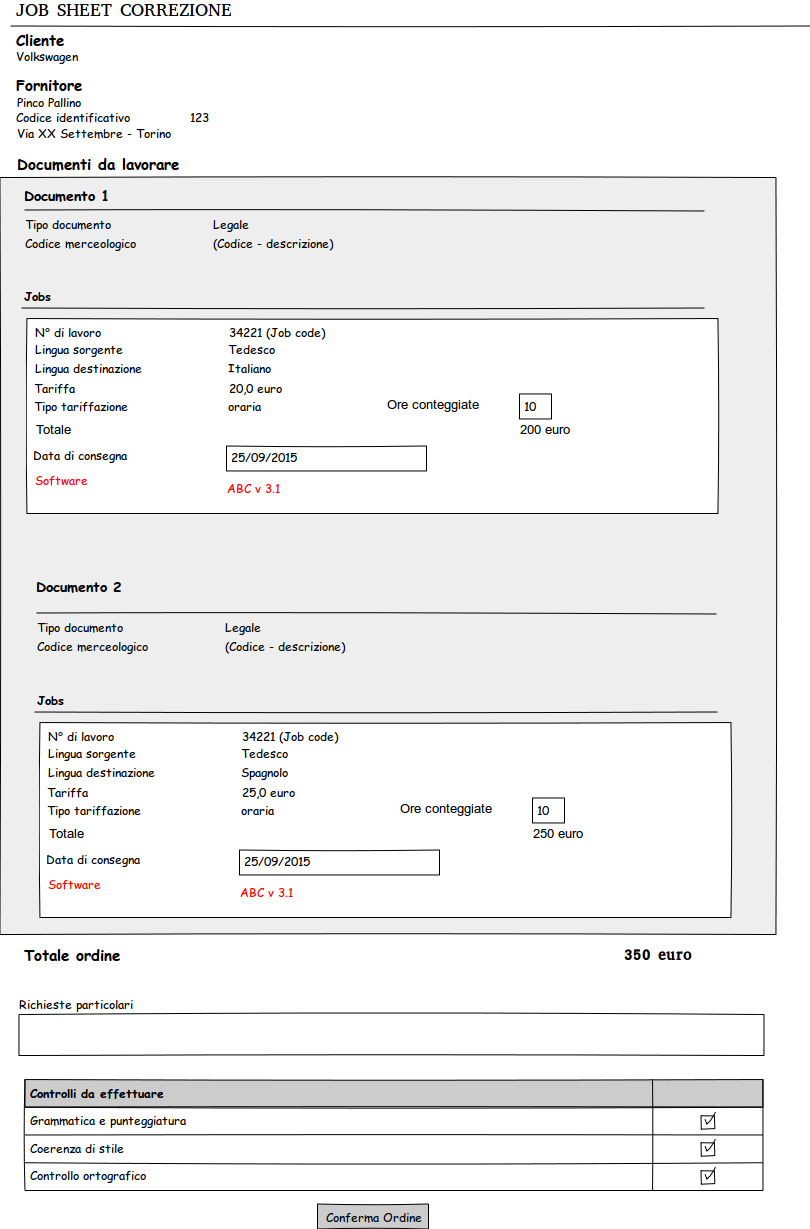 JOB SHEET CORREZIONE
Cliente
Volkswagen
Fornitore
Pinco Pallino
Codice identificativo 123
Via XX Settembre - Torino
Documenti da lavorare
Documento 1
Tipo documento Legale
Codice merceologico (Codice - descrizione)
Jobs
N° di lavoro 34221 (Job code)
Lingua sorgente Tedesco
Lingua destinazione Italiano
Tariffa 20,0 euro
Tipo tariffazione oraria Ore conteggiate 10
Totale 200 euro
Data di consegna 25/09/2015
Software ABC v 3.1
Documento 2
Tipo documento Legale
Codice merceologico (Codice - descrizione)
Jobs
N° di lavoro 34221 (Job code)
Lingua sorgente Tedesco
Lingua destinazione Spagnolo
Tariffa 25,0 euro
Tipo tariffazione oraria Ore conteggiate 10
Totale 250 euro
Data di consegna 25/09/2015
Software ABC v 3.1
Totale ordine 350 euro
Richieste particolari
Controlli da effettuare
Grammatica e punteggiatura
Coerenza di stile
Controllo ortografico
Conferma Ordine